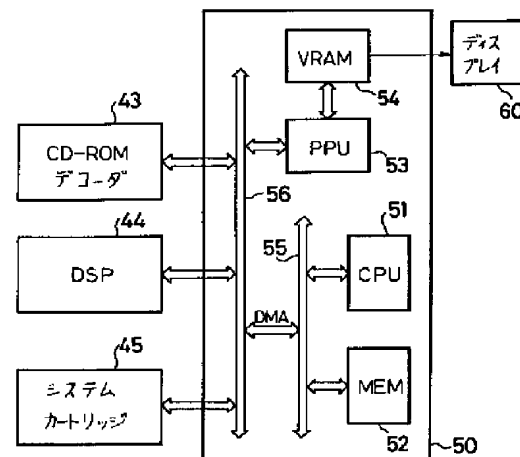 VRAM
54
ディス
プレイ
60
43
CD-ROM
デコーダ
PPU
53
56
44
DSP
55
51
CPU
DMA
45
システム
カートリッジ
MEM
52
50